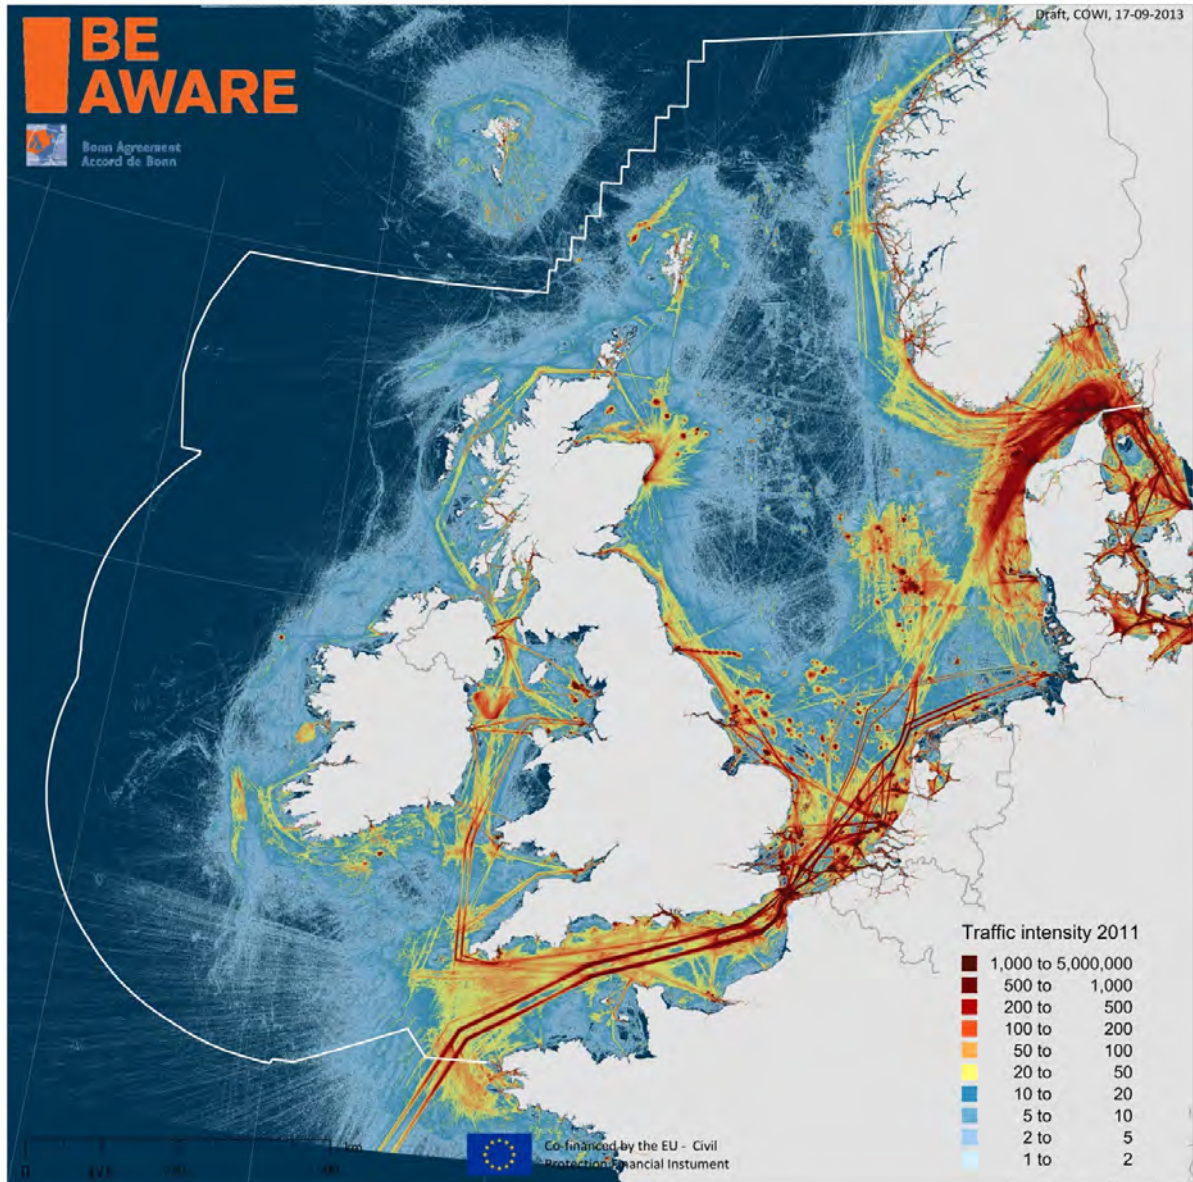 Draft, COWI, 17-09-2013
BE
AWARE
Bonn Agreement
Accord de Bonn
Traffic intensity 2011
1,000 to 5,000,000
500 to 1,000
200 to 500
100 to 200
50 to 100
20 to 50
10 to 20
5 to 10
2 to 5
1 to 2
km
0
Co-financed by the EU - Civil
Protection Financial Instument